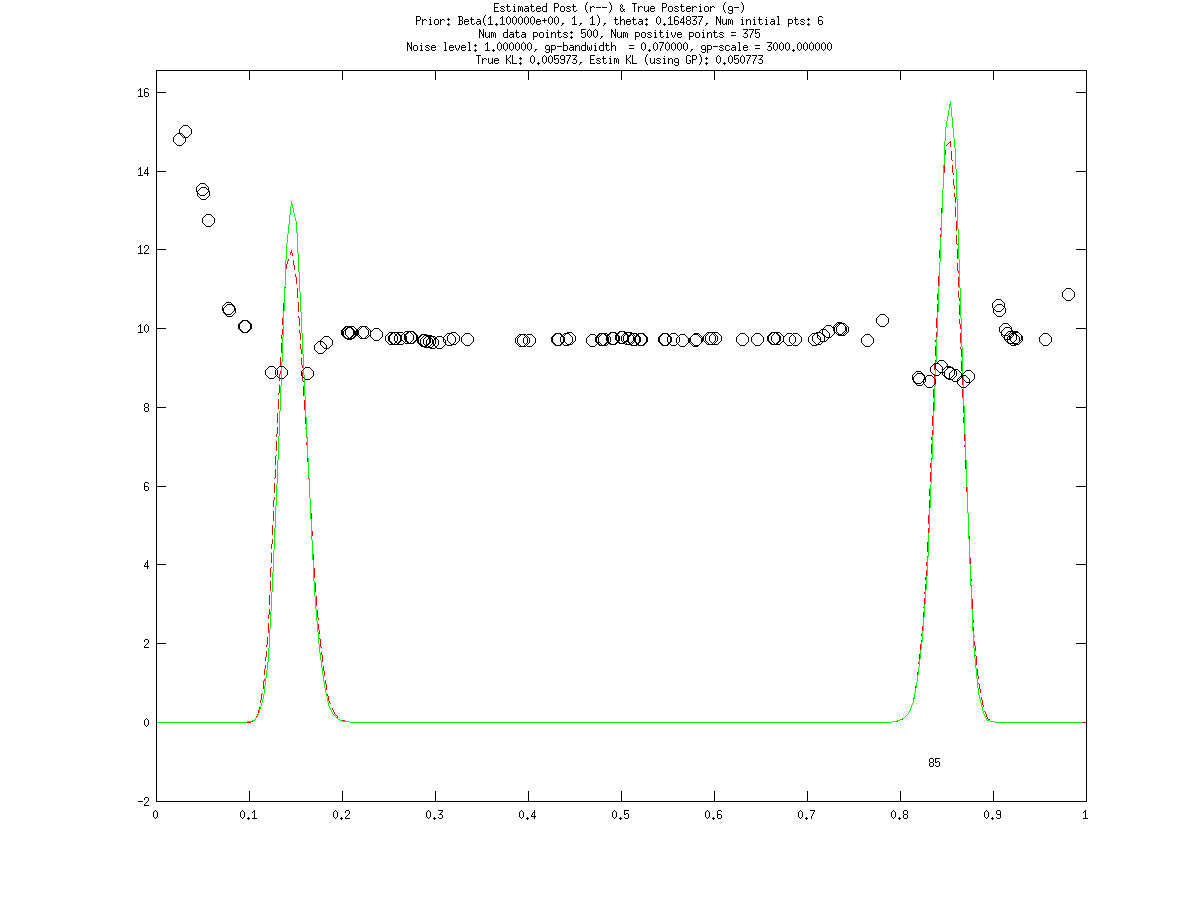 Estimated Post (r--) & True Posterior (g-)
Prior: Beta(1.100000e+00, 1, 1), theta: 0.164837, Num initial pts: 6
Num data points: 500, Num positive points = 375
Noise level: 1.000000, gp-bandwidth  = 0.070000, gp-scale = 3000.000000
True KL: 0.005973, Estim KL (using GP): 0.050773
16
14
12
10
8
6
4
2
0
85
-2
0 0.1 0.2 0.3 0.4 0.5 0.6 0.7 0.8 0.9 1